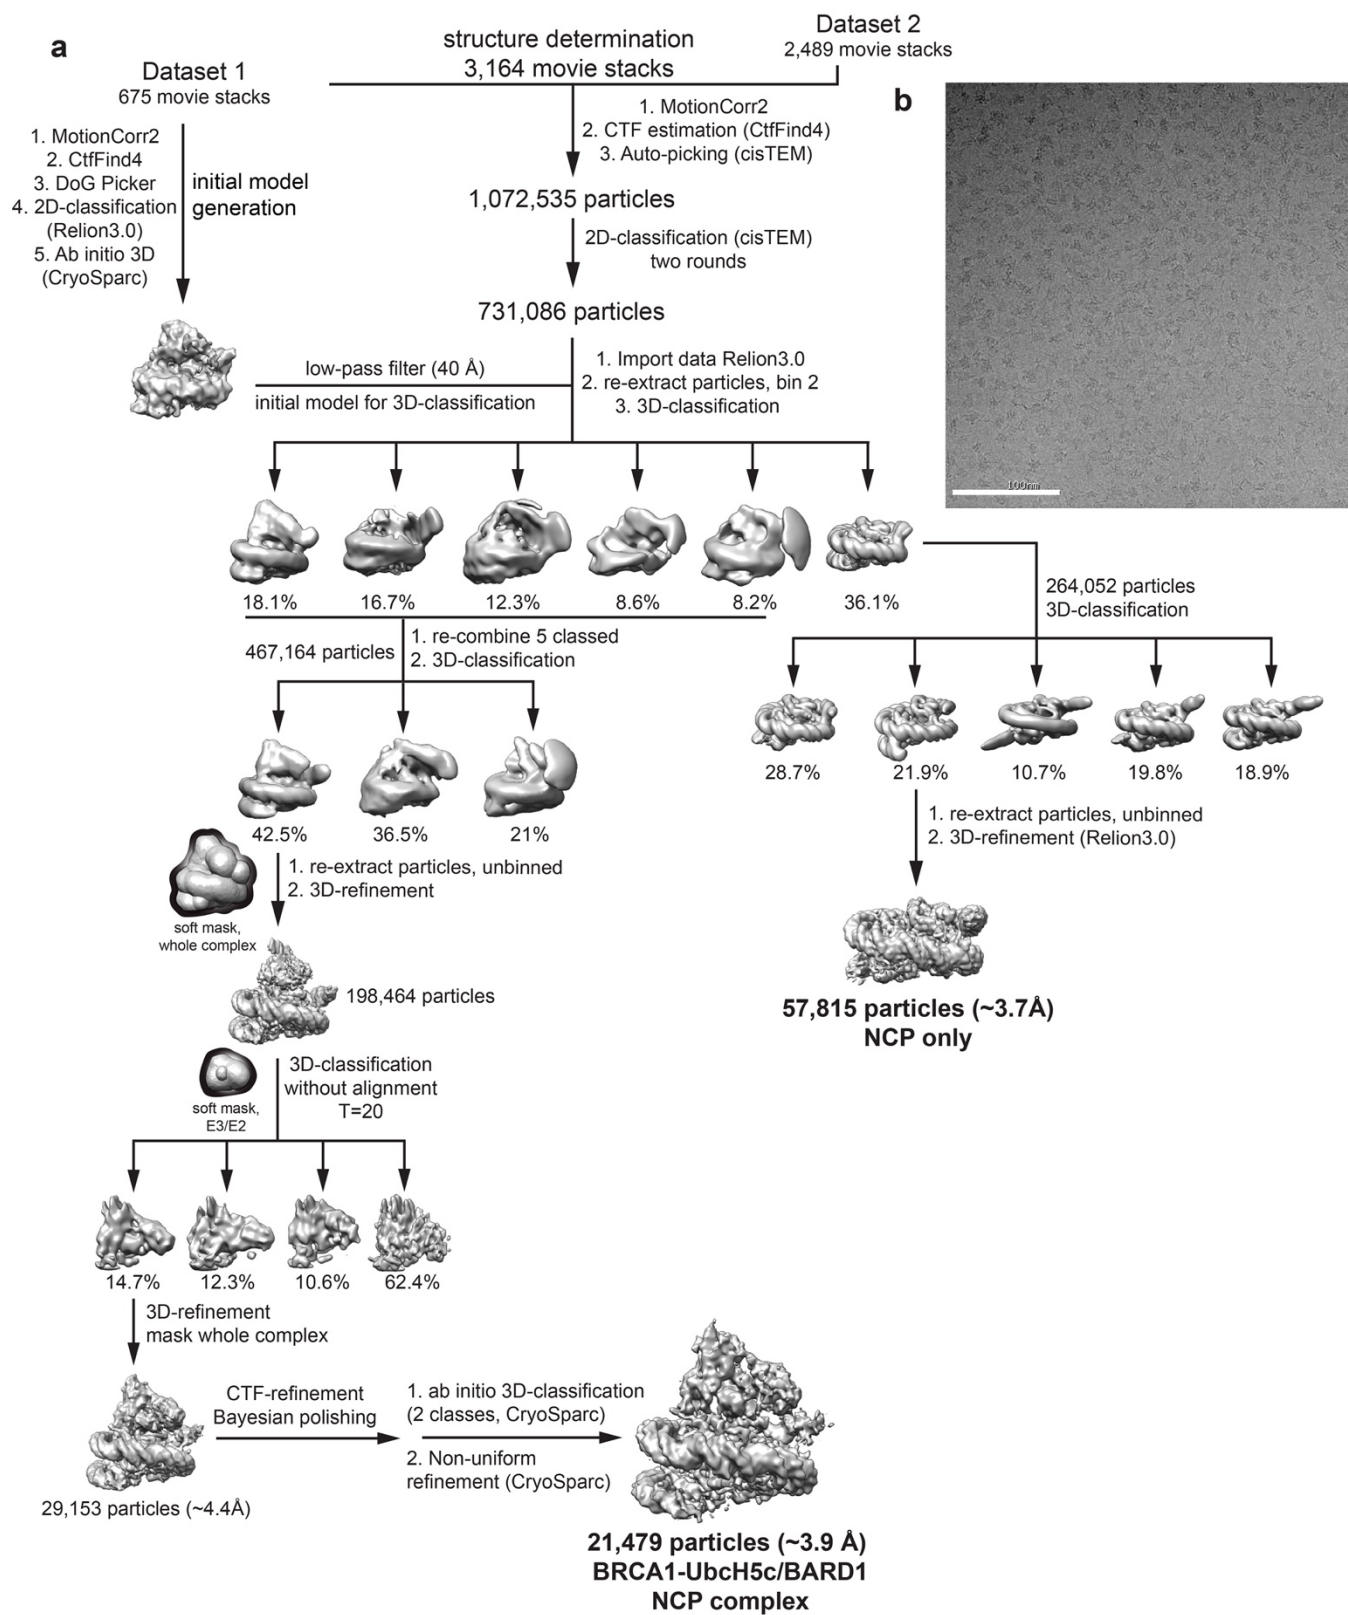 a
structure determination
3,164 movie stacks
Dataset 2
2,489 movie stacks
Dataset 1
675 movie stacks
b
1. MotionCorr2
2. CtfFind4
3. DoG Picker
4. 2D-classification
(Relion3.0)
5. Ab initio 3D
(CryoSparc)
initial model
generation
1. MotionCorr2
2. CTF estimation (CtfFind4)
3. Auto-picking (cisTEM)
1,072,535 particles
2D-classification (cisTEM)
two rounds
731,086 particles
low-pass filter (40 Å)
initial model for 3D-classification
1. Import data Relion3.0
2. re-extract particles, bin 2
3. 3D-classification
100nm
18.1%
16.7%
12.3%
8.6%
8.2%
36.1%
264,052 particles
3D-classification
467,164 particles
1. re-combine 5 classed
2. 3D-classification
28.7%
21.9%
10.7%
19.8%
18.9%
42.5%
36.5%
21%
1. re-extract particles, unbinned
2. 3D-refinement (Relion3.0)
1. re-extract particles, unbinned
2. 3D-refinement
soft mask,
whole complex
198,464 particles
57,815 particles (~3.7Å)
NCP only
3D-classification
without alignment
T=20
soft mask,
E3/E2
14.7%
12.3%
10.6%
62.4%
3D-refinement
mask whole complex
CTF-refinement
Bayesian polishing
1. ab initio 3D-classification
(2 classes, CryoSparc)
2. Non-uniform
refinement (CryoSparc)
29,153 particles (~4.4Å)
21,479 particles (~3.9 Å)
BRCA1-UbcH5c/BARD1
NCP complex